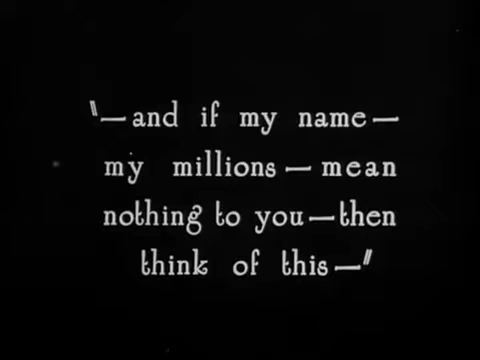 "—and if my name—
my millions—mean
nothing to you—then
think of this—"